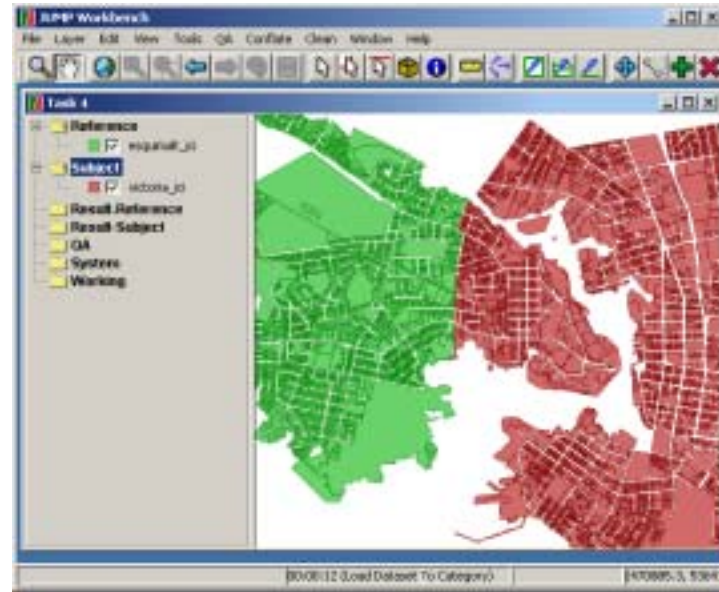 JUMP Workbench
File Layer Edit View Tools QA Conflate Clean Window Help
Task 4
Reference
esquimalt_jcl
Subject
victoria_jcl
Result-Reference
Result-Subject
QA
System
Working
00:00:12 (Load Dataset To Category)